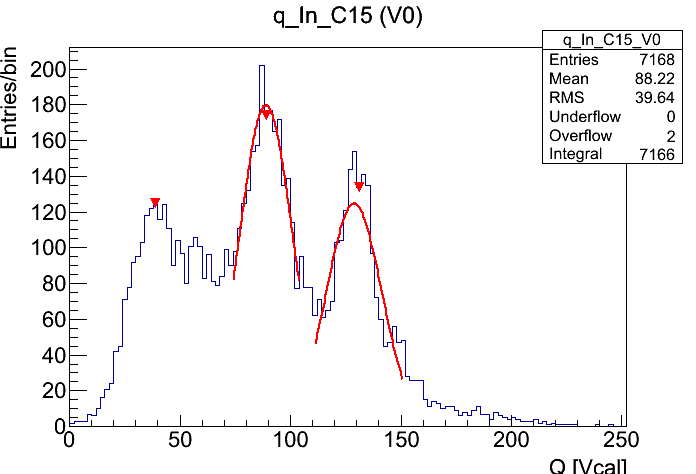 q_In_C15 (V0)
q_In_C15_V0
Entries 7168
Mean 88.22
RMS 39.64
Underflow 0
Overflow 2
Integral 7166
Entries/bin
200
180
160
140
120
100
80
60
40
20
0
0 50 100 150 200 250
Q [Vcal]